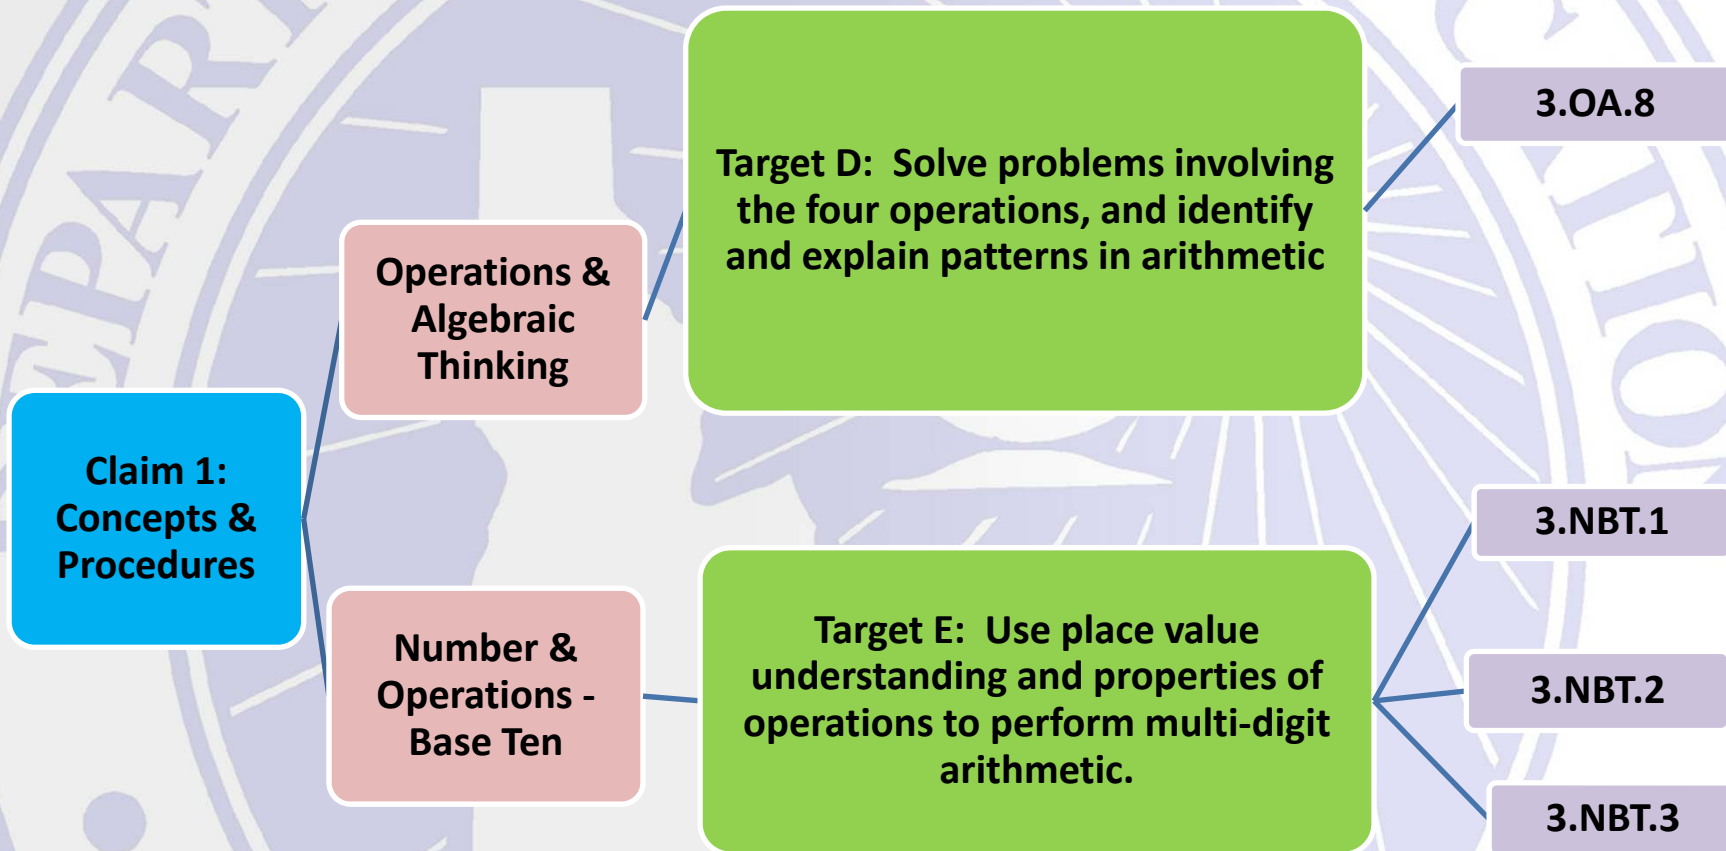 Claim 1:
Concepts &
Procedures
Operations &
Algebraic
Thinking
Target D:  Solve problems involving
the four operations, and identify
and explain patterns in arithmetic
3.OA.8
Number &
Operations -
Base Ten
Target E:  Use place value
understanding and properties of
operations to perform multi-digit
arithmetic.
3.NBT.1
3.NBT.2
3.NBT.3